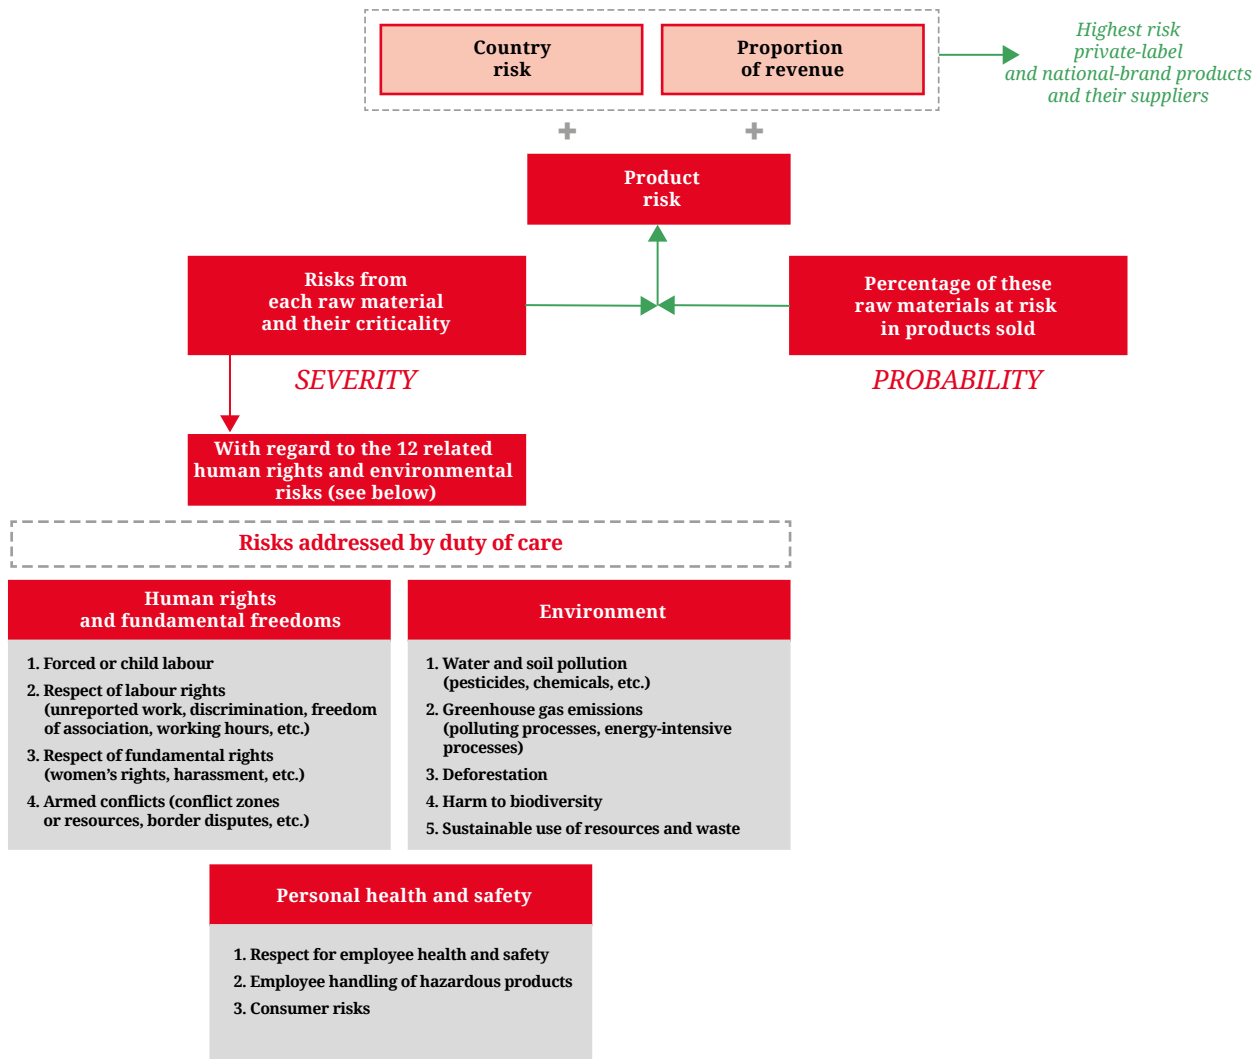 Country
risk
Proportion
of revenue
Highest risk
private-label
and national-brand products
and their suppliers
+
+
Product
risk
Risks from
each raw material
and their criticality
Percentage of these
raw materials at risk
in products sold
SEVERITY
PROBABILITY
With regard to the 12 related
human rights and environmental
risks (see below)
Risks addressed by duty of care
Human rights
and fundamental freedoms
1. Forced or child labour
2. Respect of labour rights
(unreported work, discrimination, freedom
of association, working hours, etc.)
3. Respect of fundamental rights
(women’s rights, harassment, etc.)
4. Armed conflicts (conflict zones
or resources, border disputes, etc.)
Environment
1. Water and soil pollution
(pesticides, chemicals, etc.)
2. Greenhouse gas emissions
(polluting processes, energy-intensive
processes)
3. Deforestation
4. Harm to biodiversity
5. Sustainable use of resources and waste
Personal health and safety
1. Respect for employee health and safety
2. Employee handling of hazardous products
3. Consumer risks